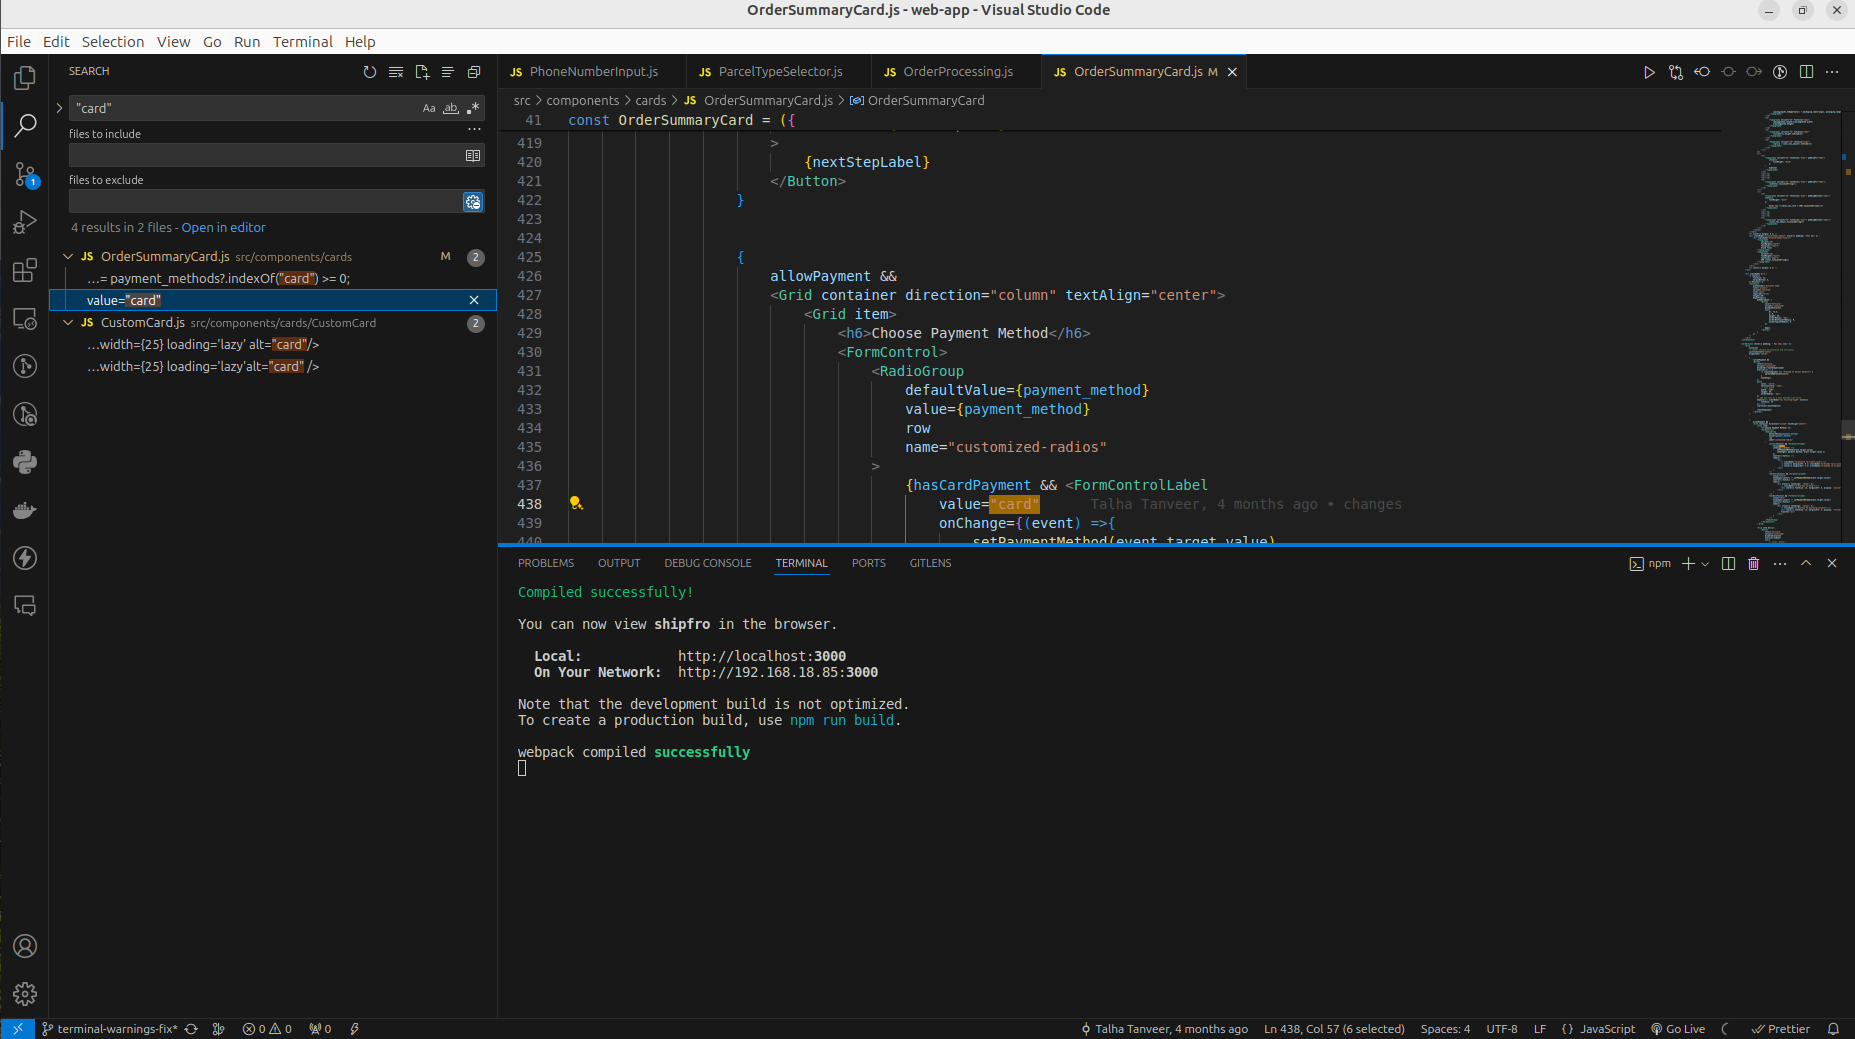 OrderSummaryCard.js - web-app - Visual Studio Code
File Edit Selection View Go Run Terminal Help
SEARCH
"card"
Aa ab .*
files to include
files to exclude
4 results in 2 files - Open in editor
OrderSummaryCard.js src/components/cards M 2
…= payment_methods?.indexOf("card") >= 0;
value="card"
CustomCard.js src/components/cards/CustomCard 2
…width={25} loading='lazy' alt="card"/>
…width={25} loading='lazy'alt="card" />
1
JS PhoneNumberInput.js JS ParcelTypeSelector.js JS OrderProcessing.js JS OrderSummaryCard.js M
src > components > cards > JS OrderSummaryCard.js > OrderSummaryCard
41 const OrderSummaryCard = ({
419 >
420 {nextStepLabel}
421 </Button>
422 }
423
424
425 {
426 allowPayment &&
427 <Grid container direction="column" textAlign="center">
428 <Grid item>
429 <h6>Choose Payment Method</h6>
430 <FormControl>
431 <RadioGroup
432 defaultValue={payment_method}
433 value={payment_method}
434 row
435 name="customized-radios"
436 >
437 {hasCardPayment && <FormControlLabel
438 value="card" Talha Tanveer, 4 months ago • changes
439 onChange={(event) =>{
440 setPaymentMethod(event.target.value)
PROBLEMS OUTPUT DEBUG CONSOLE TERMINAL PORTS GITLENS
npm
Compiled successfully!
You can now view shipfro in the browser.
Local: http://localhost:3000
On Your Network: http://192.168.18.85:3000
Note that the development build is not optimized.
To create a production build, use npm run build.
webpack compiled successfully
terminal-warnings-fix* 0 0 0
Talha Tanveer, 4 months ago Ln 438, Col 57 (6 selected) Spaces: 4 UTF-8 LF {} JavaScript Go Live Prettier